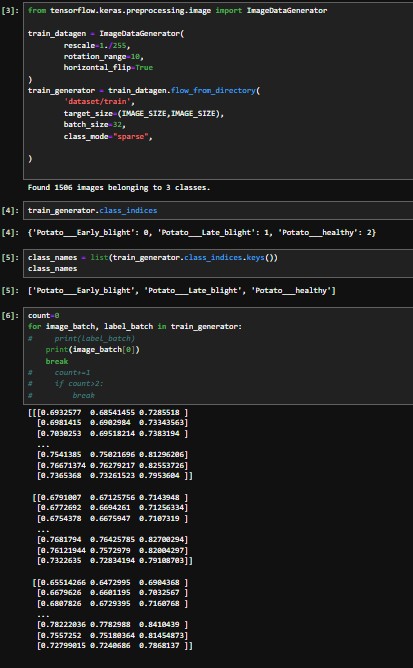 [3]: from tensorflow.keras.preprocessing.image import ImageDataGenerator
train_datagen = ImageDataGenerator(
rescale=1./255,
rotation_range=10,
horizontal_flip=True
)
train_generator = train_datagen.flow_from_directory(
'dataset/train',
target_size=(IMAGE_SIZE,IMAGE_SIZE),
batch_size=32,
class_mode="sparse",
)
Found 1506 images belonging to 3 classes.
[4]: train_generator.class_indices
[4]: {'Potato___Early_blight': 0, 'Potato___Late_blight': 1, 'Potato___healthy': 2}
[5]: class_names = list(train_generator.class_indices.keys())
class_names
[5]: ['Potato___Early_blight', 'Potato___Late_blight', 'Potato___healthy']
[6]: count=0
for image_batch, label_batch in train_generator:
# print(label_batch)
print(image_batch[0])
break
# count+=1
# if count>2:
# break
[[[0.6932577 0.68541455 0.7285518 ]
[0.6981415 0.6902984 0.73343563]
[0.7030253 0.69518214 0.7383194 ]
...
[0.7541385 0.75021696 0.81296206]
[0.76671374 0.76279217 0.82553726]
[0.7365368 0.73261523 0.7953604 ]]
[[0.6791007 0.67125756 0.7143948 ]
[0.6772692 0.6694261 0.71256334]
[0.6754378 0.6675947 0.7107319 ]
...
[0.7681794 0.76425785 0.82700294]
[0.76121944 0.7572979 0.82004297]
[0.7322635 0.72834194 0.79108703]]
[[0.65514266 0.6472995 0.6904368 ]
[0.6679626 0.6601195 0.7032567 ]
[0.6807826 0.6729395 0.7160768 ]
...
[0.78222036 0.7782988 0.8410439 ]
[0.7557252 0.75180364 0.81454873]
[0.72799015 0.7240686 0.7868137 ]]